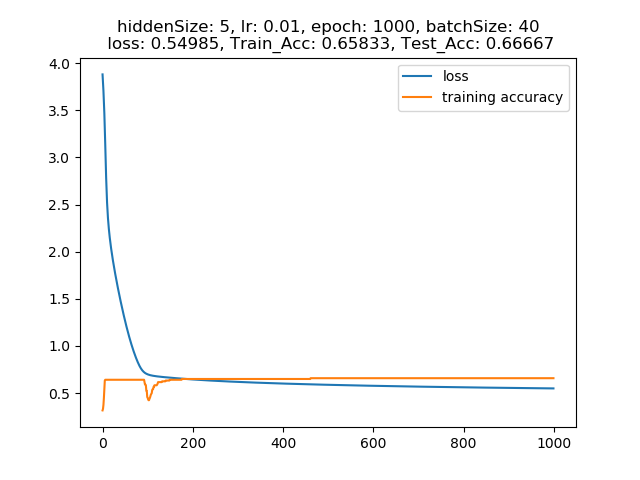 hiddenSize: 5, lr: 0.01, epoch: 1000, batchSize: 40
loss: 0.54985, Train_Acc: 0.65833, Test_Acc: 0.66667
4.0
loss
training accuracy
3.5
3.0
2.5
2.0
1.5
1.0
0.5
0 200 400 600 800 1000